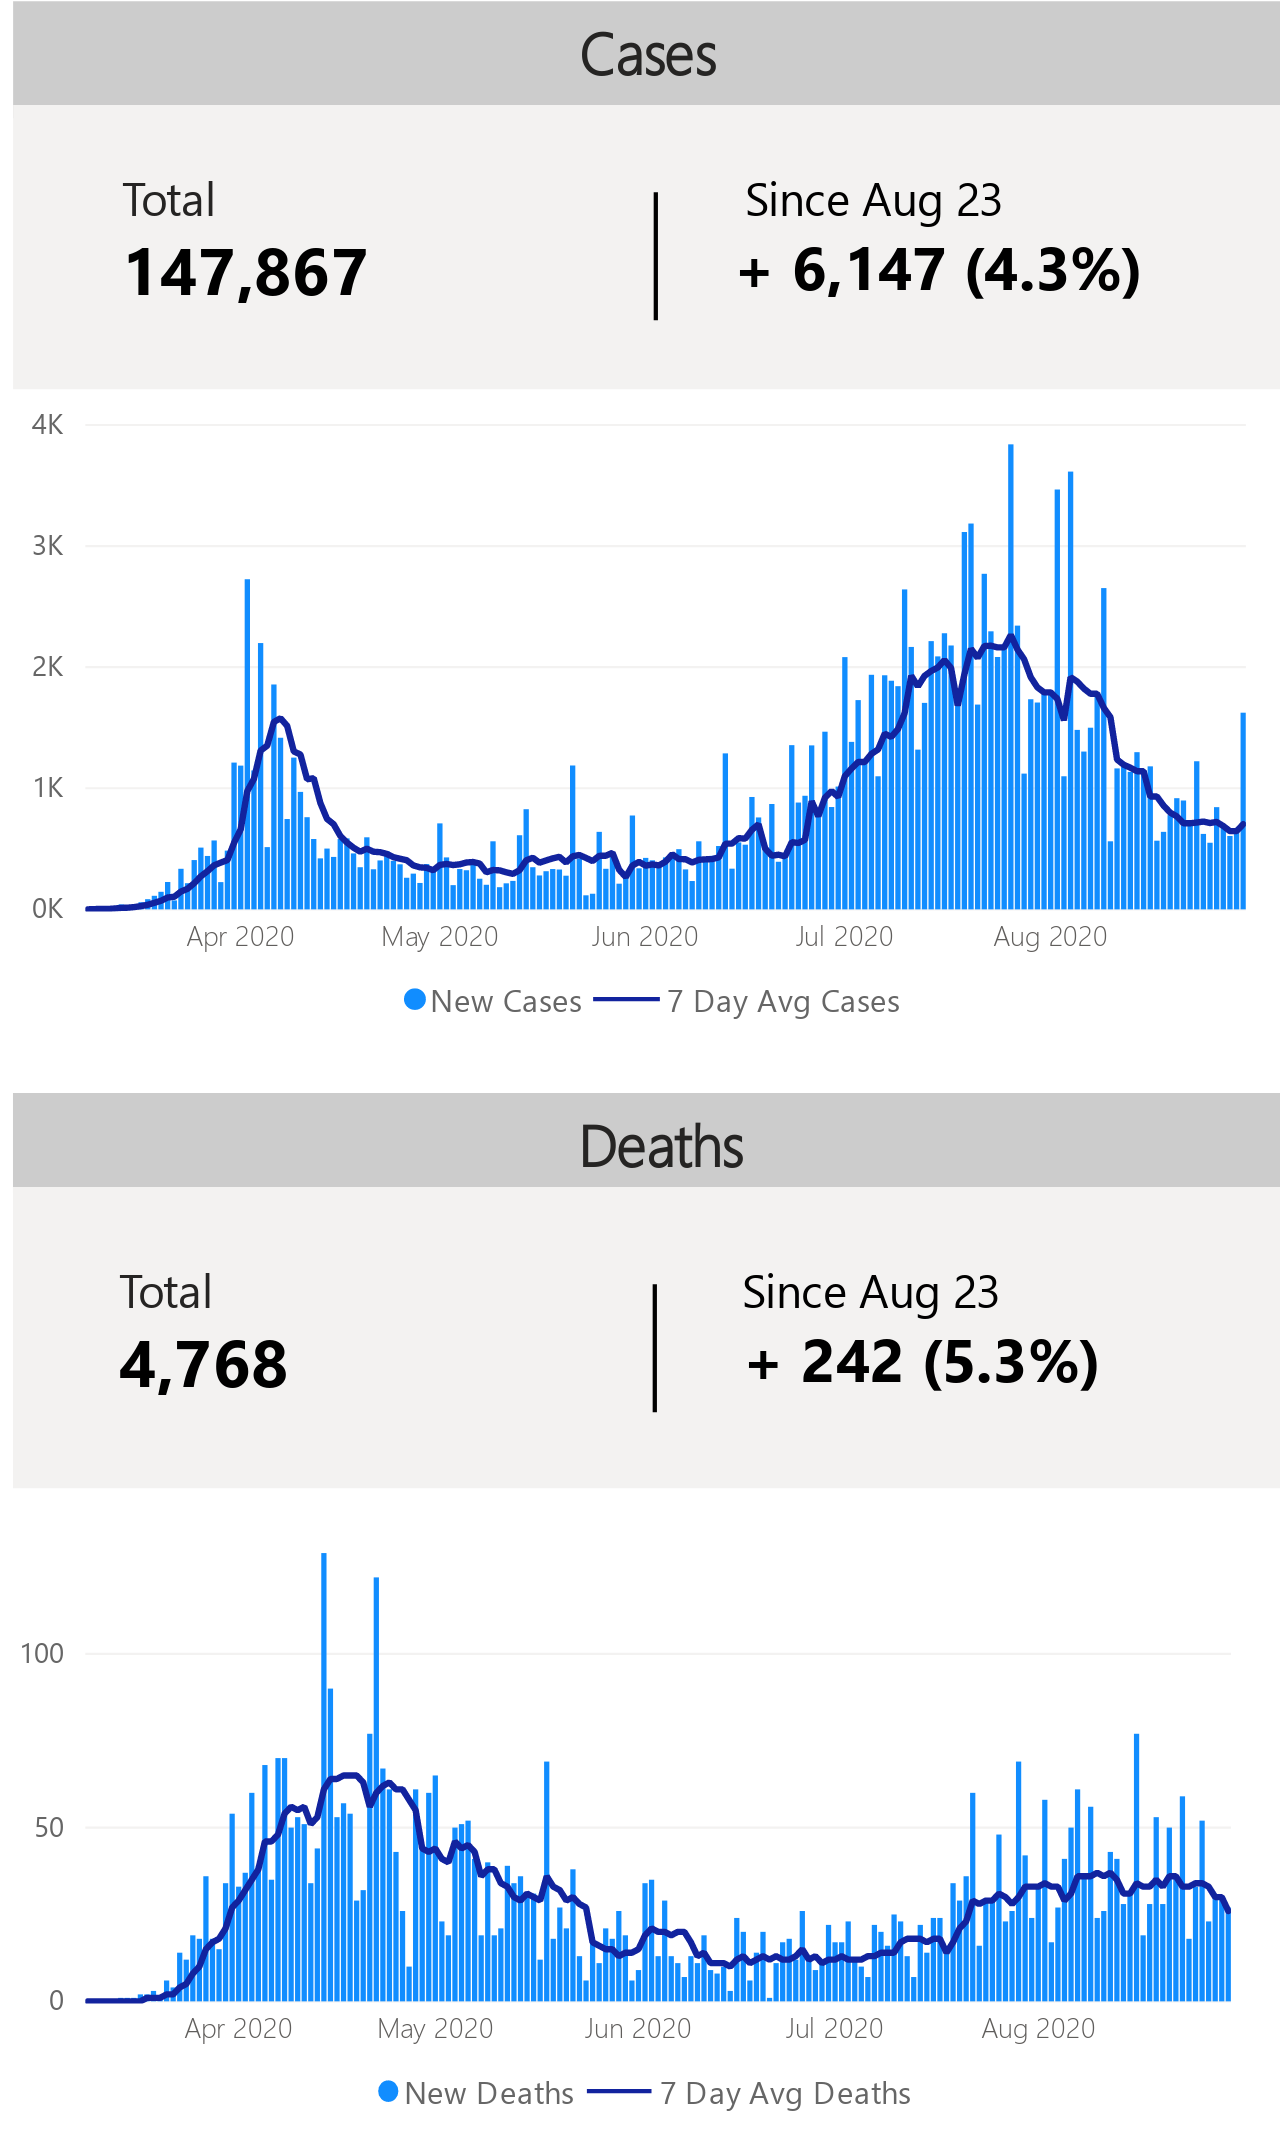 Cases
Total
Since Aug 23
147,867
+ 6,147 (4.3%)
4K
3K
2K
1K
0K
Apr 2020
May 2020
Jun 2020
Jul 2020
Aug 2020
New Cases
7 Day Avg Cases
Deaths
Total
Since Aug 23
4,768
+ 242 (5.3%)
100
50
0
Apr 2020
May 2020
Jun 2020
Jul 2020
Aug 2020
New Deaths
7 Day Avg Deaths